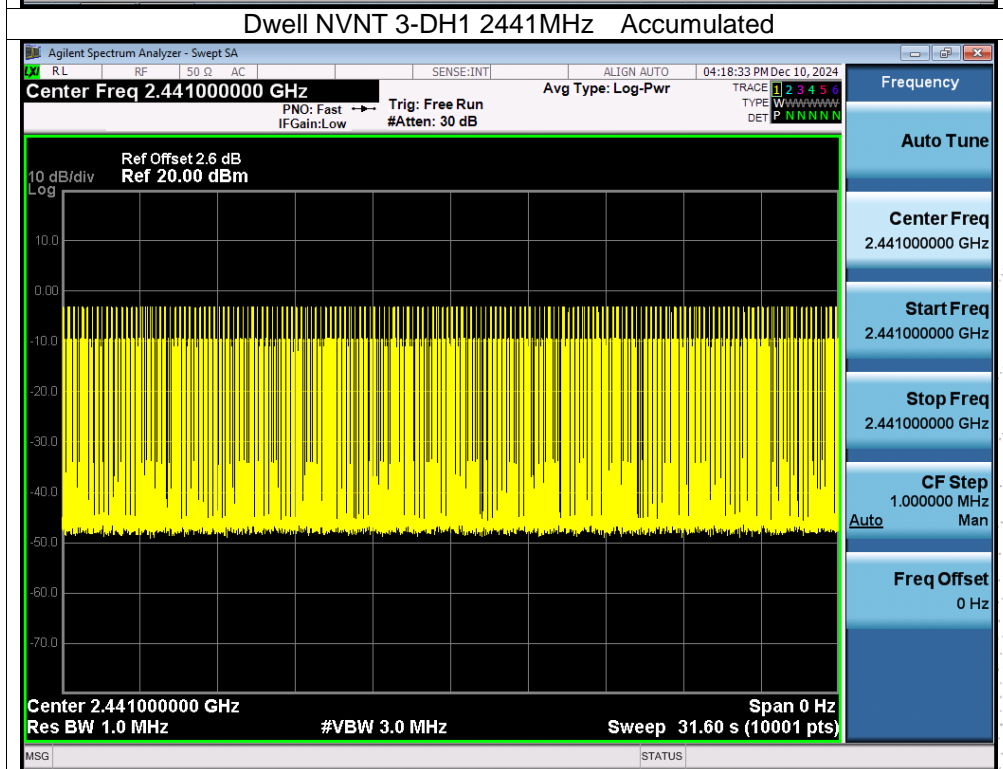 Dwell NVNT 3-DH1 2441MHz Accumulated
Agilent Spectrum Analyzer - Swept SA
LXI RL RF 50 Ω AC SENSE:INT ALIGN AUTO 04:18:33 PM Dec 10, 2024
Center Freq 2.441000000 GHz
PNO: Fast
IFGain:Low
Trig: Free Run
#Atten: 30 dB
Avg Type: Log-Pwr
TRACE 1 2 3 4 5 6
TYPE WWWWWW
DET P N N N N N
Frequency
Ref Offset 2.6 dB
10 dB/div Ref 20.00 dBm
Log
10.0
0.00
-10.0
-20.0
-30.0
-40.0
-50.0
-60.0
-70.0
Center 2.441000000 GHz Span 0 Hz
Res BW 1.0 MHz #VBW 3.0 MHz Sweep 31.60 s (10001 pts)
Auto Tune
Center Freq
2.441000000 GHz
Start Freq
2.441000000 GHz
Stop Freq
2.441000000 GHz
CF Step
1.000000 MHz
Auto Man
Freq Offset
0 Hz
MSG STATUS